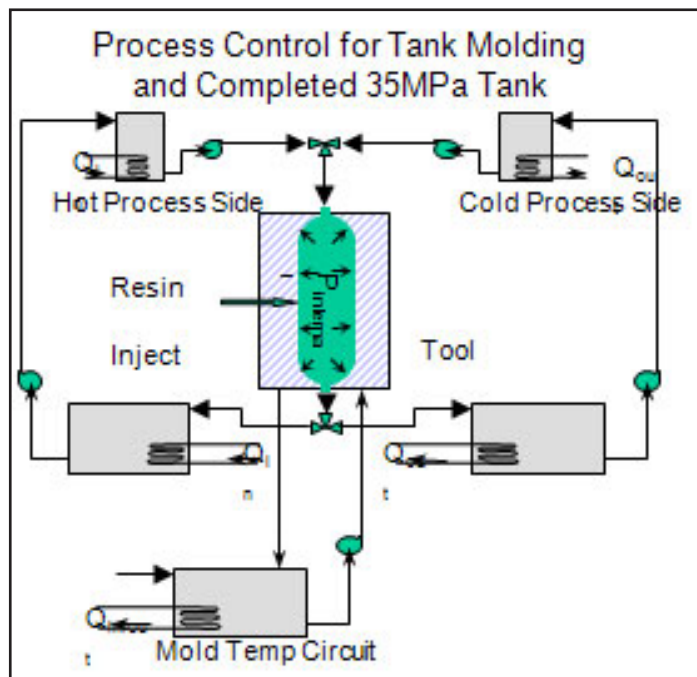 Process Control for Tank Molding
and Completed 35MPa Tank
Q
Q
ou
Hot Process Side
Cold Process Side
Resin
P
Inject
Tool
Q
I
n
Q
t
Q
t
Mold Temp Circuit